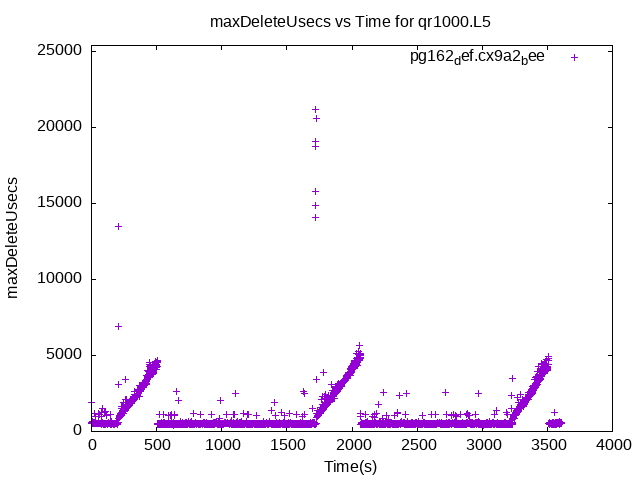 maxDeleteUsecs vs Time for qr1000.L5
pg162def.cx9a2bee
maxDeleteUsecs
25000
20000
15000
10000
5000
0
0 500 1000 1500 2000 2500 3000 3500 4000
Time(s)